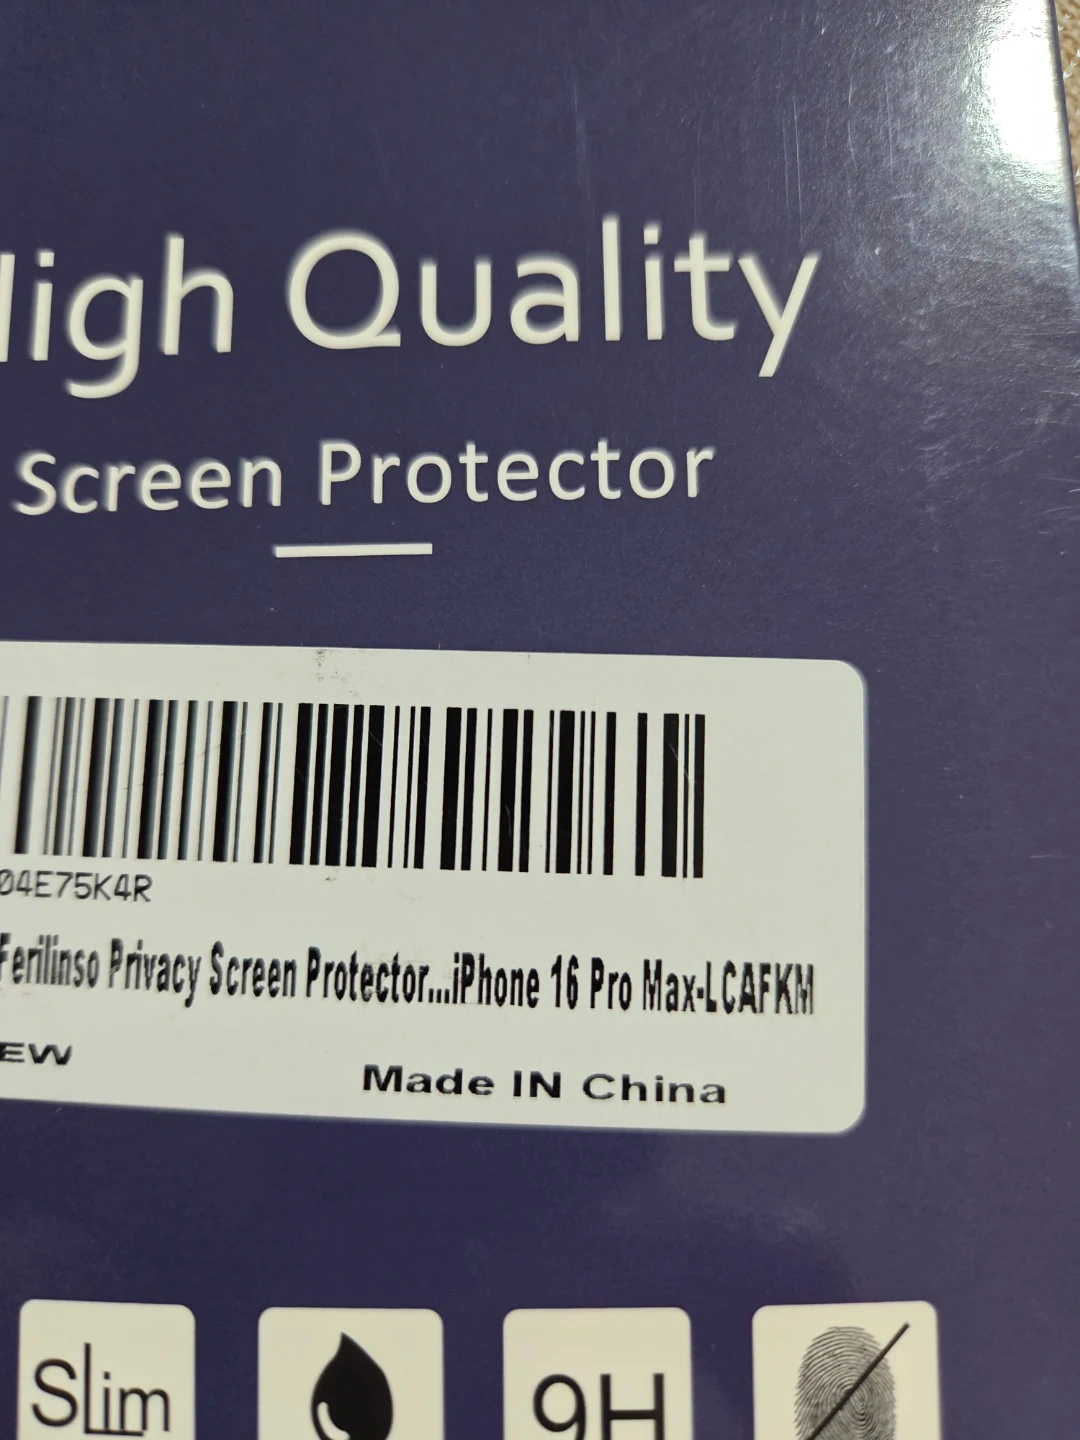 High Quality
Screen Protector
04E75K4R
Ferilinso Privacy Screen Protector...iPhone 16 Pro Max-LCAFKM
EW
Made IN China
Slim
9H